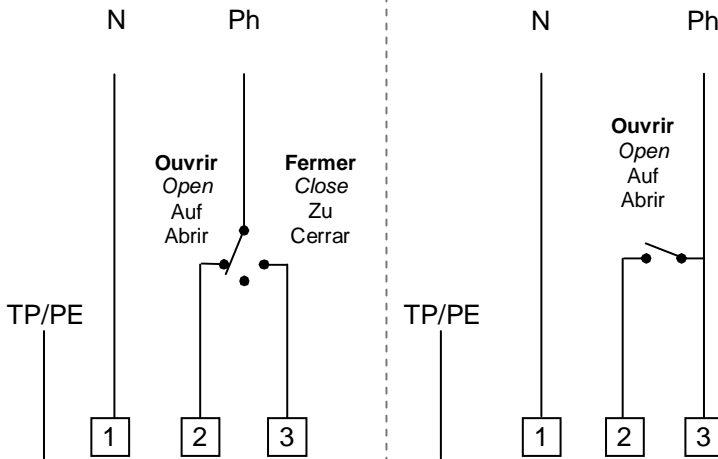 N Ph
Ouvrir Fermer
Open Close
Auf Zu
Abrir Cerrar
TP/PE
1 2 3
N Ph
Ouvrir
Open
Auf
Abrir
TP/PE
1 2 3